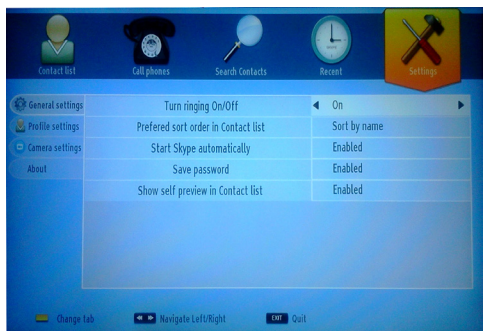 Contact list Call phones Search Contacts Recent Settings
General settings Turn ringing On/Off On
Profile settings Prefered sort order in Contact list Sort by name
Camera settings Start Skype automatically Enabled
About Save password Enabled
Show self preview in Contact list Enabled
Change tab Navigate Left/Right EXIT Quit